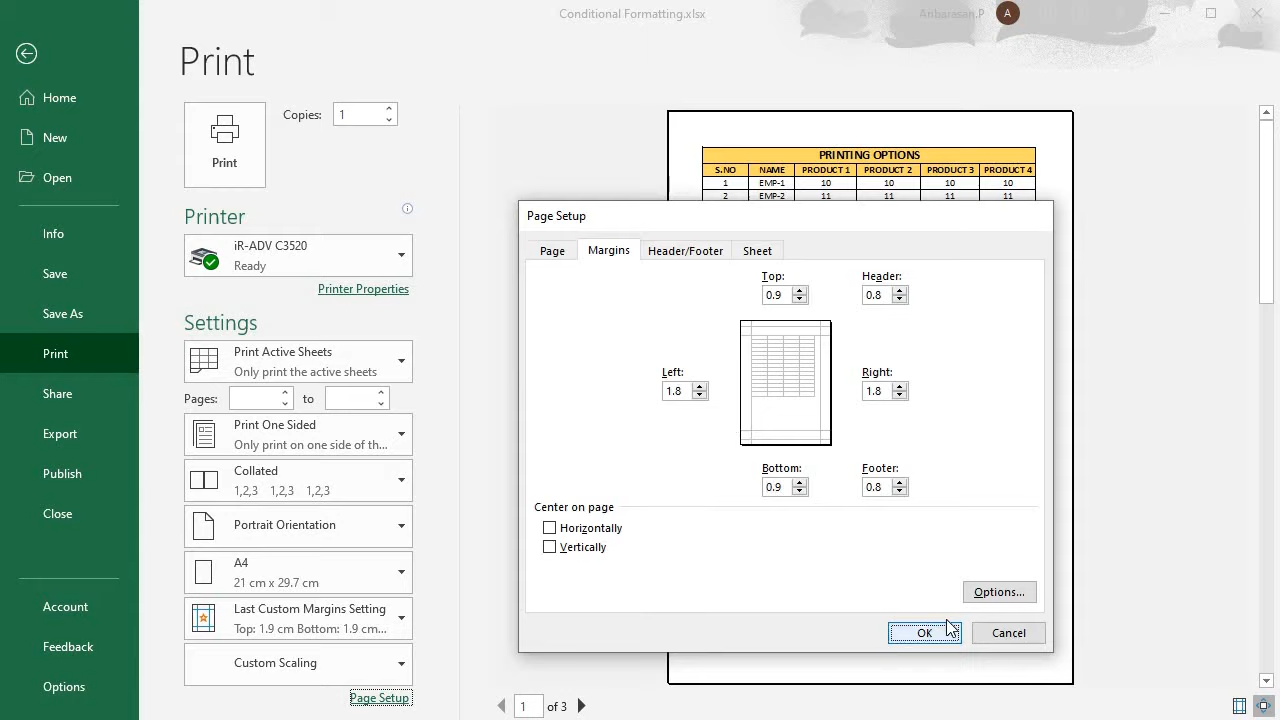 Conditional Formatting.xlsx
Anbarasan.P
A
Print
Home
New
Open
Info
Save
Save As
Print
Share
Export
Publish
Close
Account
Feedback
Options
Print
Copies: 1
Printer
iR-ADV C3520
Ready
Printer Properties
Settings
Print Active Sheets
Only print the active sheets
Pages: to
Print One Sided
Only print on one side of th...
Collated
1,2,3 1,2,3 1,2,3
Portrait Orientation
A4
21 cm x 29.7 cm
Last Custom Margins Setting
Top: 1.9 cm Bottom: 1.9 cm...
Custom Scaling
Page Setup
PRINTING OPTIONS
S.NO NAME PRODUCT 1 PRODUCT 2 PRODUCT 3 PRODUCT 4
1 EMP-1 10 10 10 10
2 EMP-2 11 11 11 11
Page Setup
Page Margins Header/Footer Sheet
Top: Header:
0.9 0.8
Left: Right:
1.8 1.8
Bottom: Footer:
0.9 0.8
Center on page
Horizontally
Vertically
Options...
OK Cancel
1 of 3